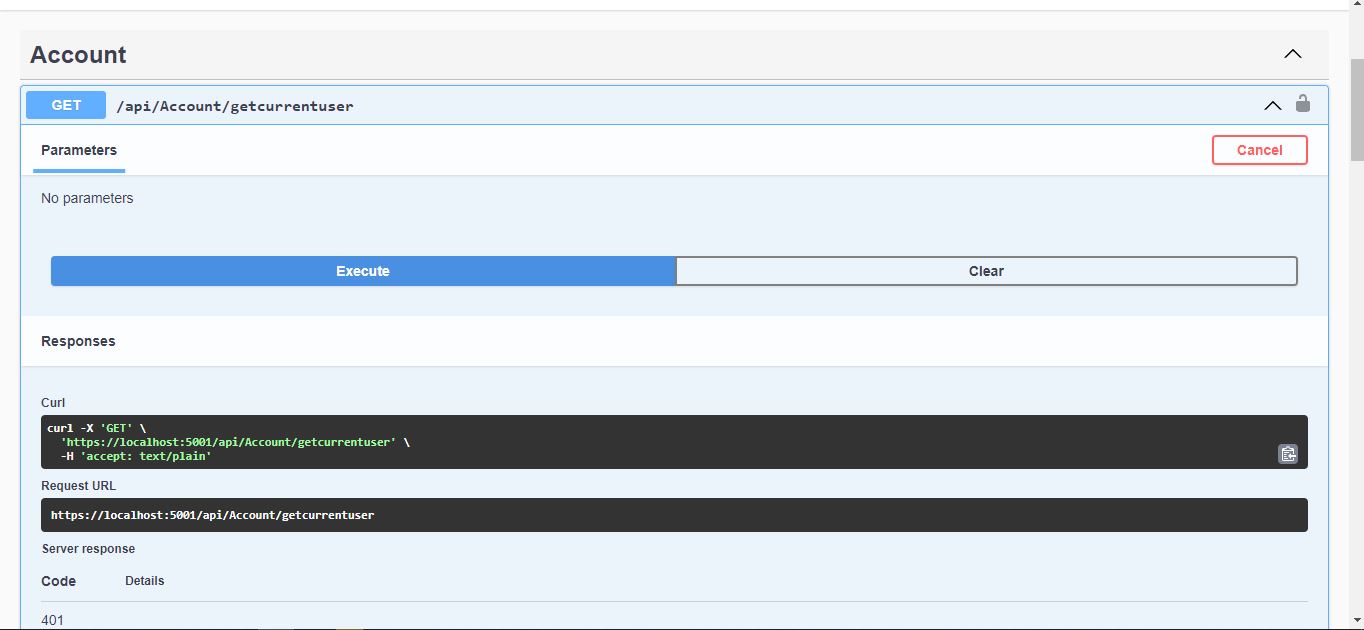 Account
GET /api/Account/getcurrentuser
Parameters
Cancel
No parameters
Execute
Clear
Responses
Curl
curl -X 'GET' \
'https://localhost:5001/api/Account/getcurrentuser' \
-H 'accept: text/plain'
Request URL
https://localhost:5001/api/Account/getcurrentuser
Server response
Code Details
401